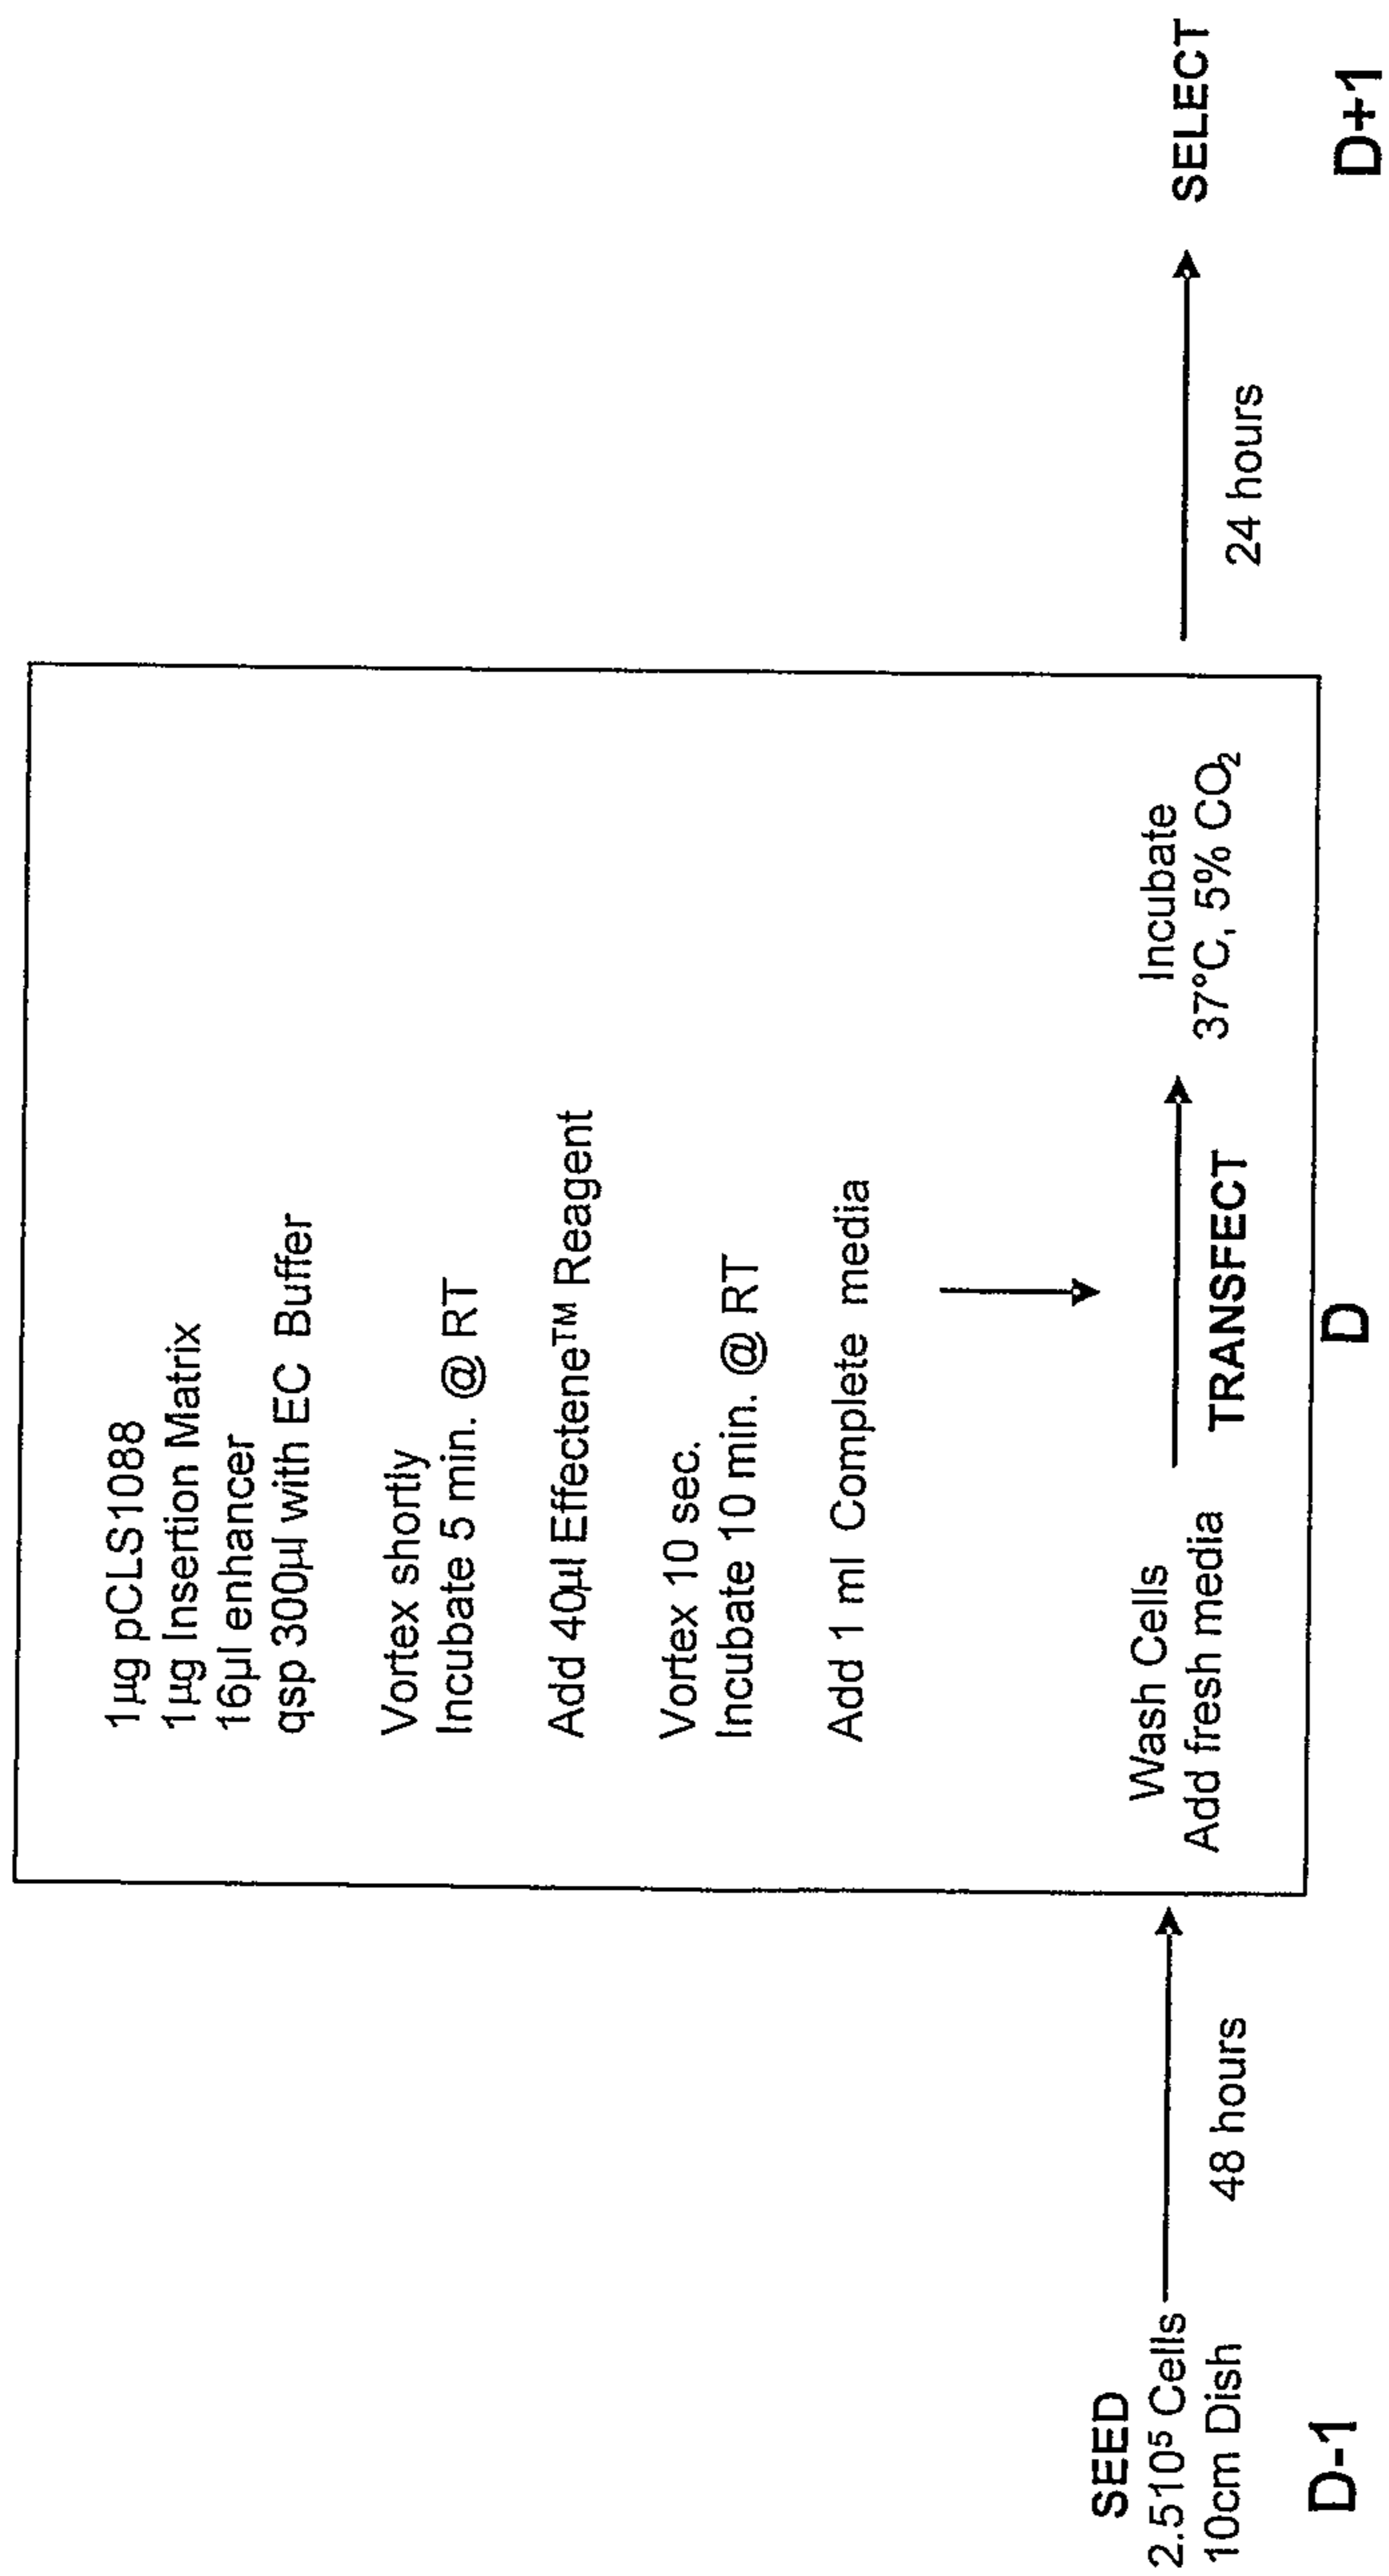 1µg pCLS1088
1µg Insertion Matrix
16µl enhancer
qsp 300µl with EC Buffer
Vortex shortly
Incubate 5 min. @ RT
Add 40µl Effectene™ Reagent
Vortex 10 sec.
Incubate 10 min. @ RT
Add 1 ml Complete media
SEED
2.510⁵ Cells
10cm Dish
48 hours
Wash Cells
Add fresh media
TRANSFECT
Incubate
37°C, 5% CO₂
24 hours
SELECT
D-1
D
D+1